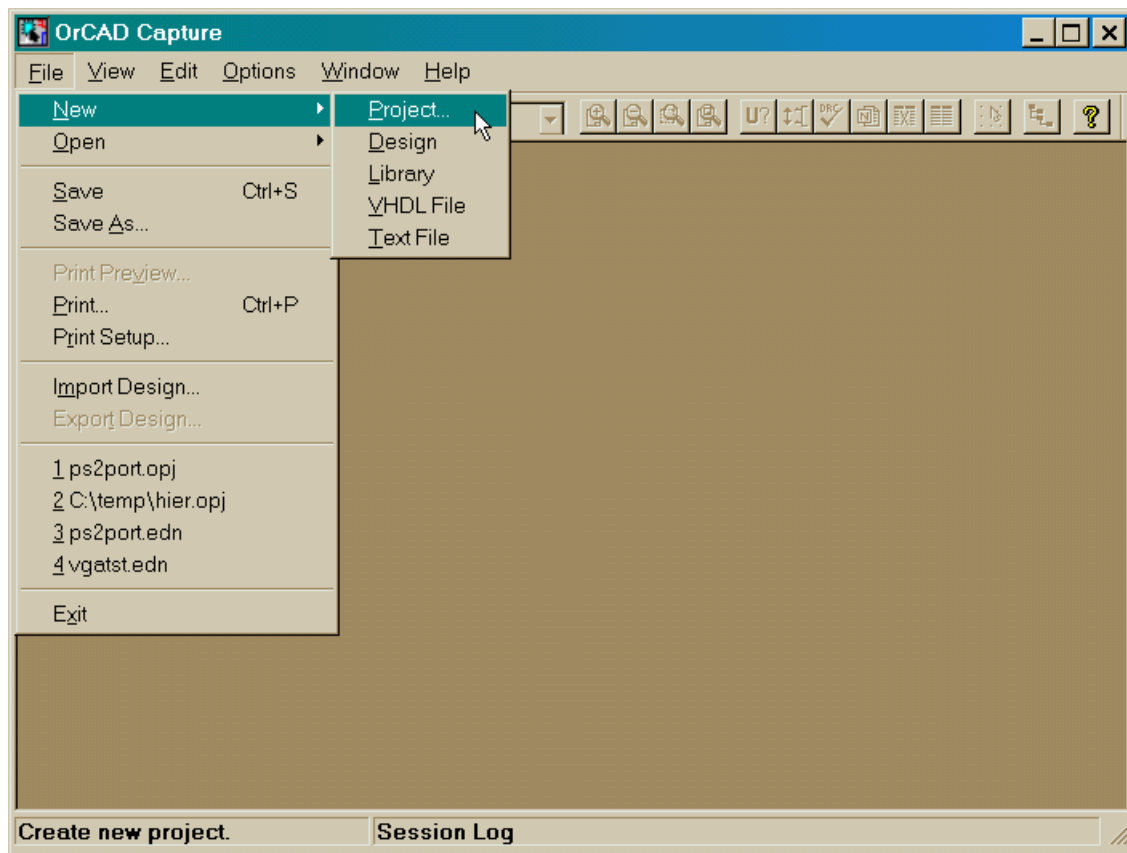 OrCAD Capture
File View Edit Options Window Help
New
Project...
Open
Design
Library
Save Ctrl+S
VHDL File
Save As...
Text File
Print Preview...
Print... Ctrl+P
Print Setup...
Import Design...
Export Design...
1 ps2port.opj
2 C:\temp\hier.opj
3 ps2port.edn
4 vgatst.edn
Exit
U?
DRC
Create new project.
Session Log